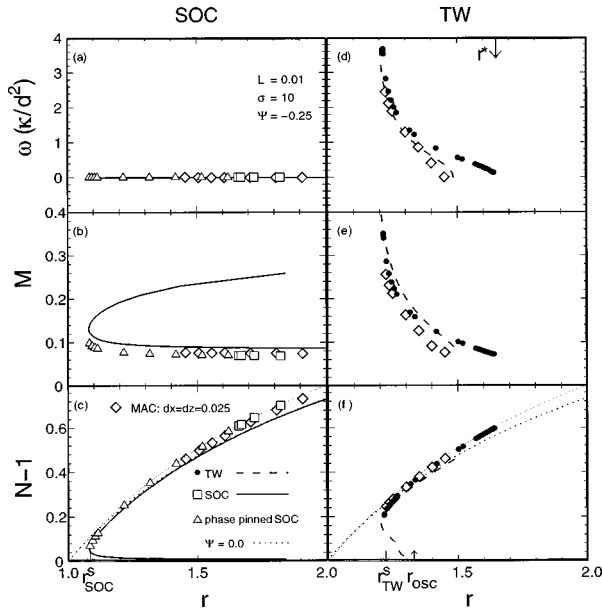 SOC
TW
ω (κ/d²)
4
3
2
1
0
(a)
L = 0.01
σ = 10
Ψ = −0.25
(d)
r*
M
0.4
0.3
0.2
0.1
0
(b)
(e)
N-1
0.6
0.4
0.2
0
(c)
MAC: dx=dz=0.025
TW
SOC
phase pinned SOC
Ψ = 0.0
(f)
1.0
r^S_SOC
1.5
2.0
r^S_TW
r_osc
1.5
2.0
r
r